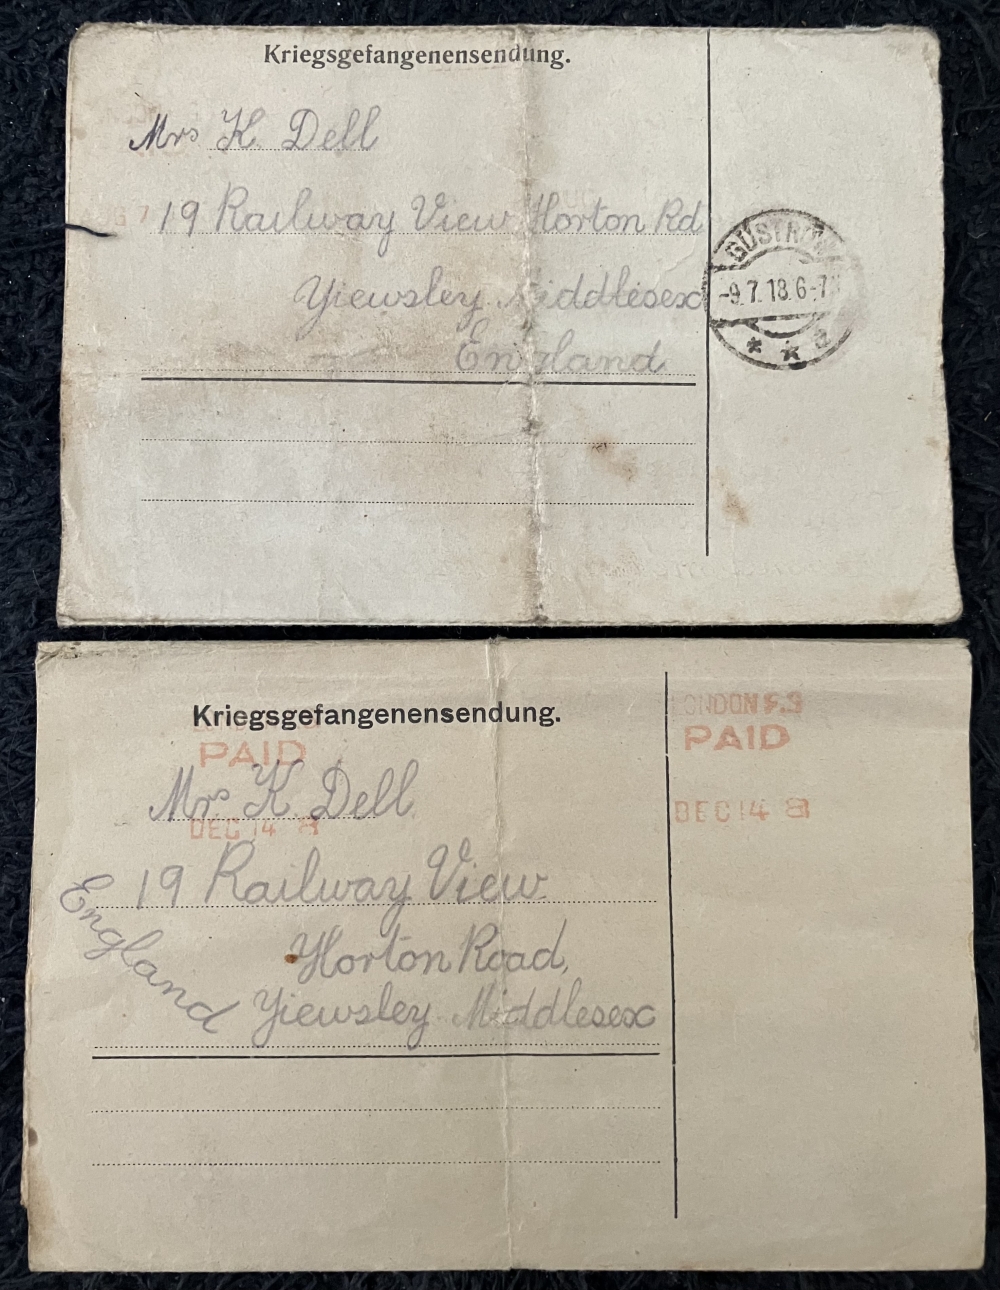 Kriegsgefangenensendung.
Mrs K. Dell
19 Railway View Horton Rd
Yiewsley Middlesex
England
GÜSTROW
-9.7.18.6-7
* * a
Kriegsgefangenensendung.
PAID
Mrs K. Dell
DEC 14 8
19 Railway View
Horton Road,
Yiewsley Middlesex
England
LONDON F.S
PAID
DEC 14 8